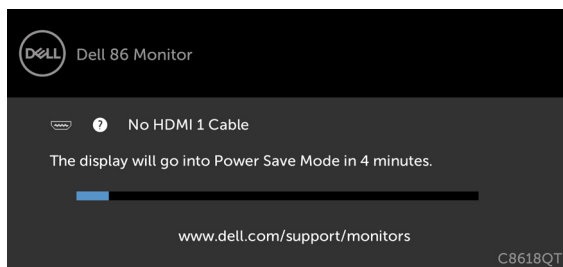 DELL
Dell 86 Monitor
? No HDMI 1 Cable
The display will go into Power Save Mode in 4 minutes.
www.dell.com/support/monitors
C8618QT